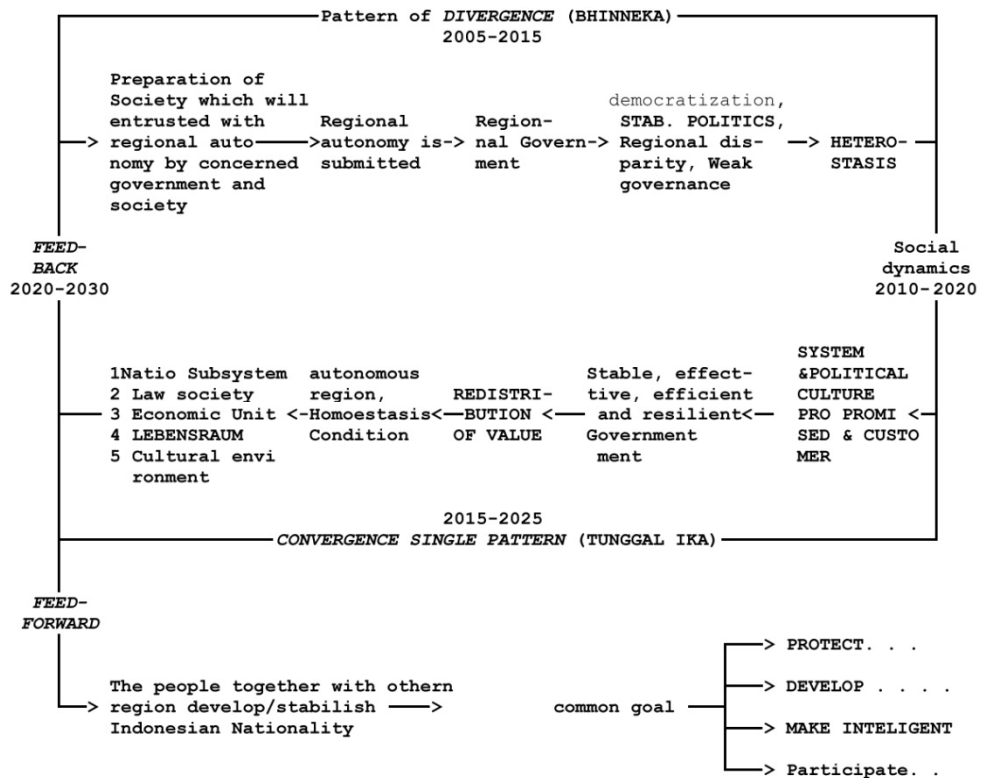 Pattern of DIVERGENCE (BHINNEKA)
2005-2015
Preparation of
Society which will
entrusted with
regional auto
nomy by concerned
government and
society
Regional
autonomy is
submitted
Region-
nal Govern
ment
democratization,
STAB. POLITICS,
Regional dis-
parity, Weak
governance
HETERO-
STASIS
FEED-
BACK
2020-2030
Social
dynamics
2010-2020
1Natio Subsystem
2 Law society
3 Economic Unit
4 LEBENSRAUM
5 Cultural envi
ronment
autonomous
region,
Homoestasis
Condition
REDISTRI-
BUTION
OF VALUE
Stable, effect-
tive, efficient
and resilient
Government
ment
SYSTEM
&POLITICAL
CULTURE
PRO PROMI
SED & CUSTO
MER
2015-2025
CONVERGENCE SINGLE PATTERN (TUNGGAL IKA)
FEED-
FORWARD
The people together with othern
region develop/stabilish
Indonesian Nationality
common goal
PROTECT. . .
DEVELOP . . . .
MAKE INTELIGENT
Participate. .